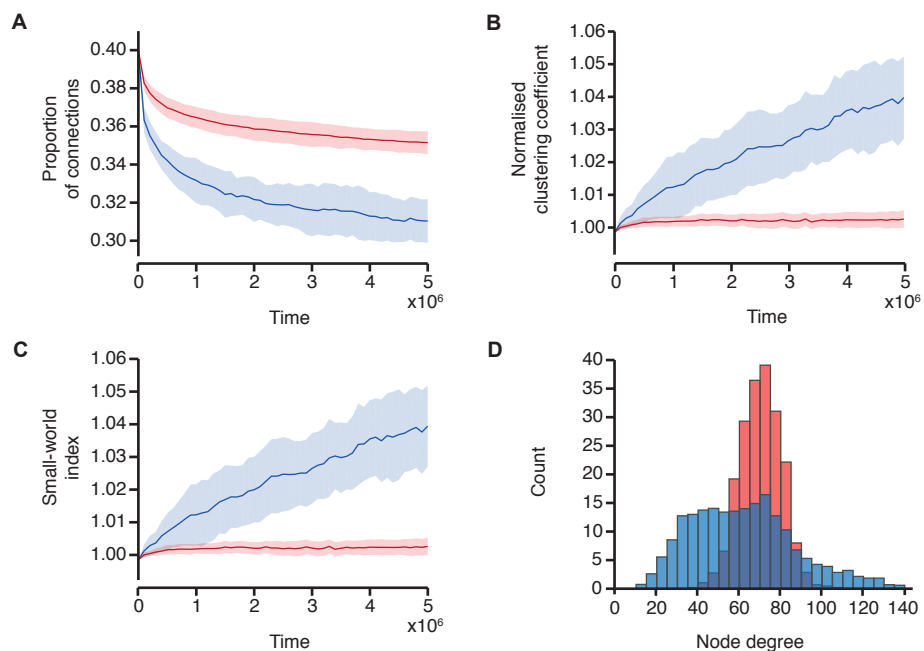 A
Proportion
of connections
0.40
0.38
0.36
0.34
0.32
0.30
0 1 2 3 4 5
x10⁶
Time
B
Normalised
clustering coefficient
1.06
1.05
1.04
1.03
1.02
1.01
1.00
0 1 2 3 4 5
x10⁶
Time
C
Small-world
index
1.06
1.05
1.04
1.03
1.02
1.01
1.00
0 1 2 3 4 5
x10⁶
Time
D
Count
40
35
30
25
20
15
10
5
0
0 20 40 60 80 100 120 140
Node degree